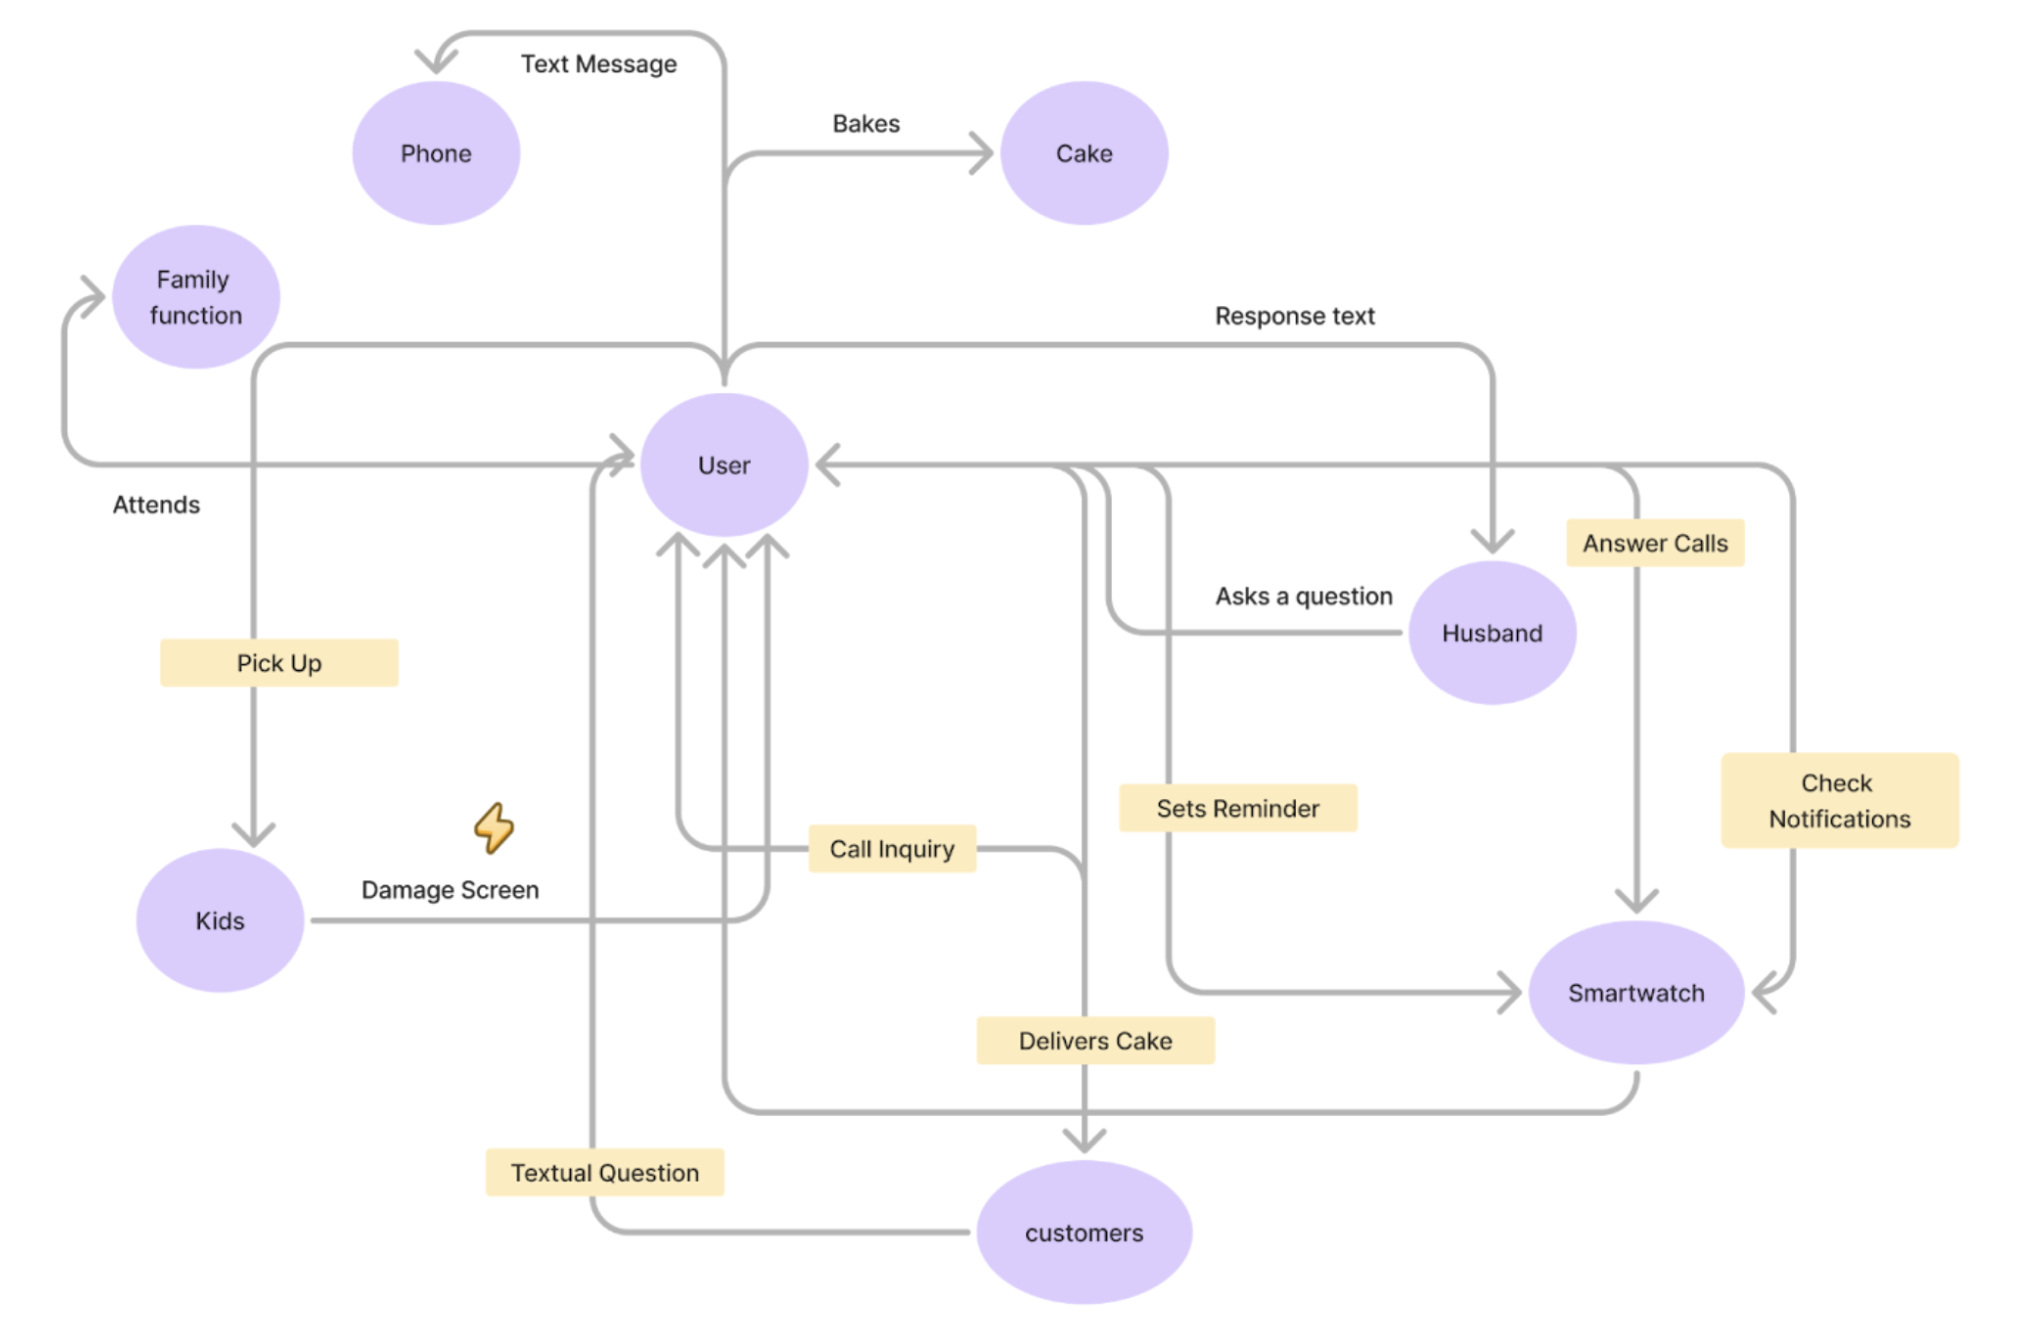 Text Message
Bakes
Phone
Cake
Family
function
Response text
User
Attends
Answer Calls
Asks a question
Husband
Pick Up
Check
Notifications
Sets Reminder
Call Inquiry
Damage Screen
Kids
Smartwatch
Delivers Cake
Textual Question
customers